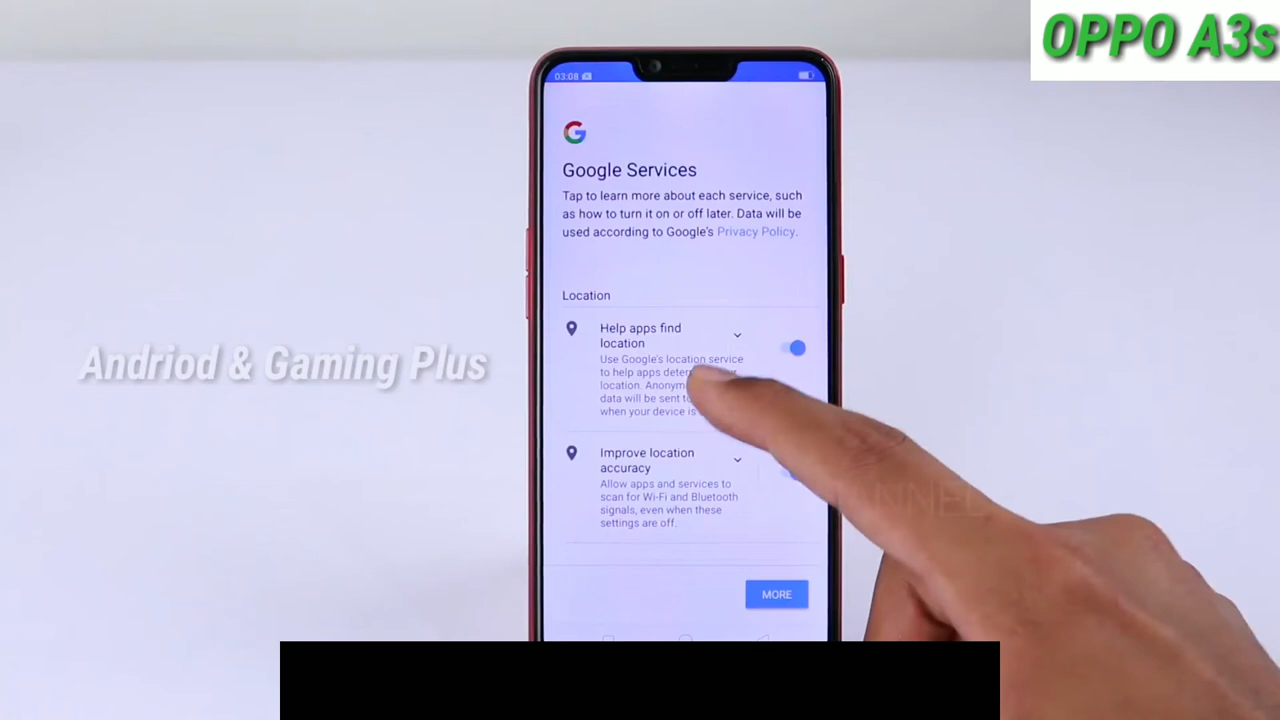 OPPO A3s
03:08
Google Services
Tap to learn more about each service, such
as how to turn it on or off later. Data will be
used according to Google's Privacy Policy.
Location
Help apps find
location
Use Google's location service
to help apps
location.
data will be sent
when your device is
Improve location
accuracy
Allow apps and services to
scan for Wi-Fi and Bluetooth
signals, even when these
settings are off.
MORE
Andriod & Gaming Plus